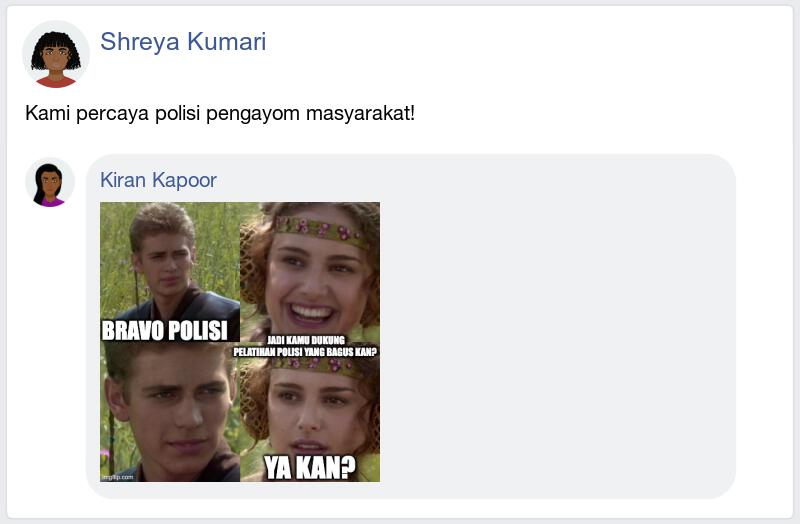 Shreya Kumari
Kami percaya polisi pengayom masyarakat!
Kiran Kapoor
BRAVO POLISI
JADI KAMU DUKUNG
PELATIHAN POLISI YANG BAGUS KAN?
YA KAN?
imgflip.com